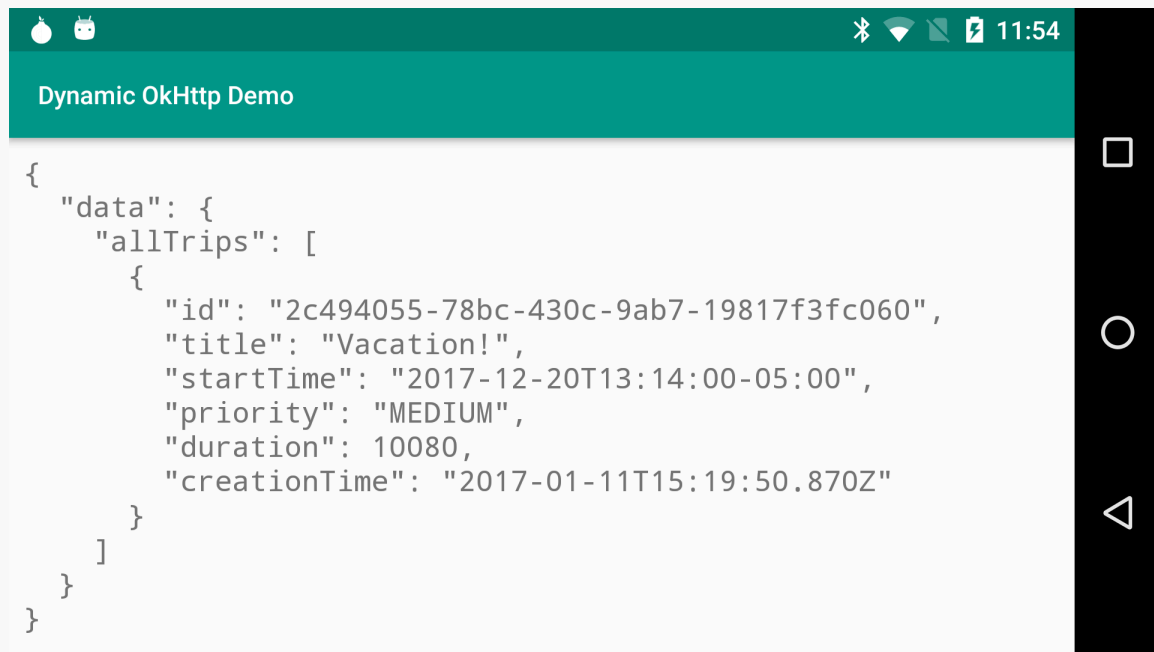 11:54
Dynamic OkHttp Demo
{
  "data": {
    "allTrips": [
      {
        "id": "2c494055-78bc-430c-9ab7-19817f3fc060",
        "title": "Vacation!",
        "startTime": "2017-12-20T13:14:00-05:00",
        "priority": "MEDIUM",
        "duration": 10080,
        "creationTime": "2017-01-11T15:19:50.870Z"
      }
    ]
  }
}